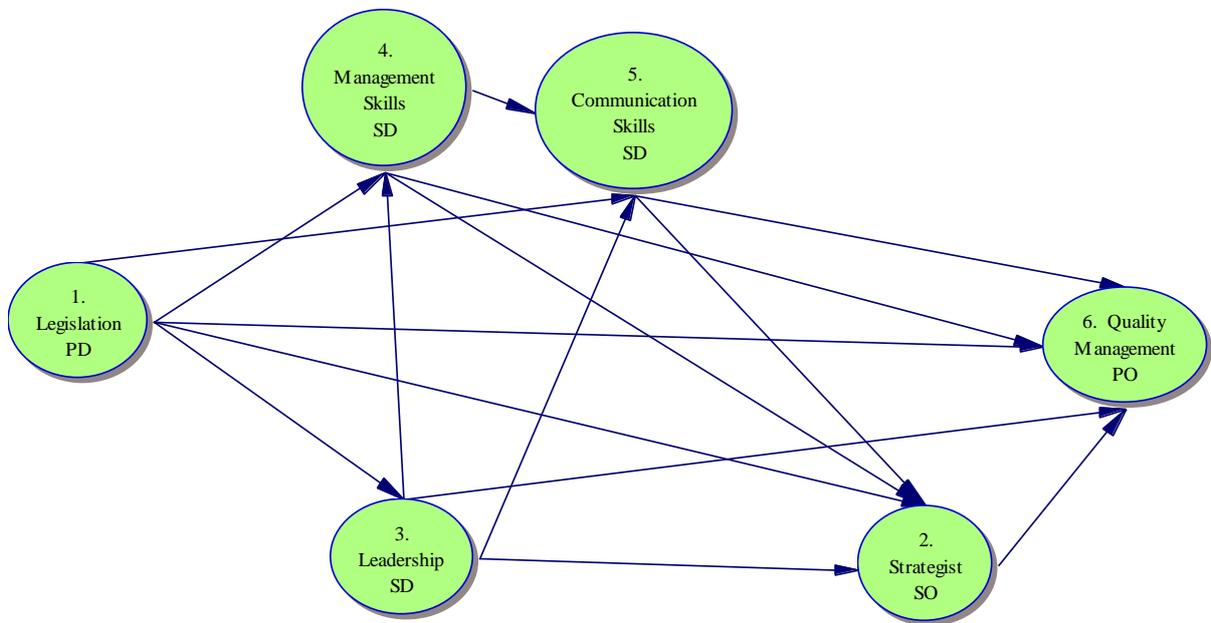 4.
Management
Skills
SD
5.
Communication
Skills
SD
1.
Legislation
PD
6. Quality
Management
PO
3.
Leadership
SD
2.
Strategist
SO